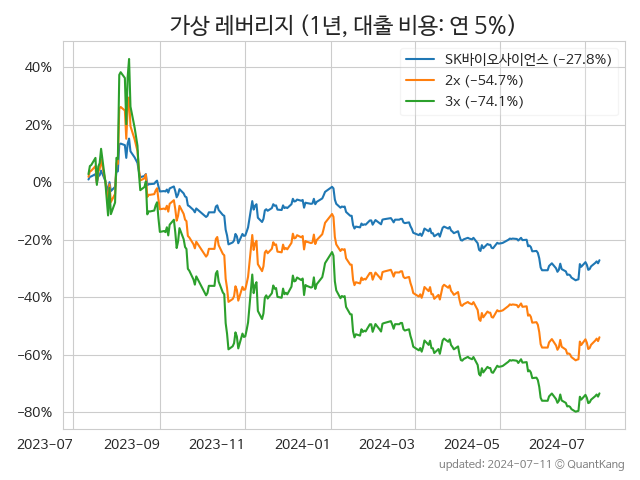 가상 레버리지 (1년, 대출 비용: 연 5%)
SK바이오사이언스 (−27.8%)
2x (−54.7%)
3x (−74.1%)
40%
20%
0%
−20%
−40%
−60%
−80%
2023-07 2023-09 2023-11 2024-01 2024-03 2024-05 2024-07
updated: 2024-07-11 © QuantKang